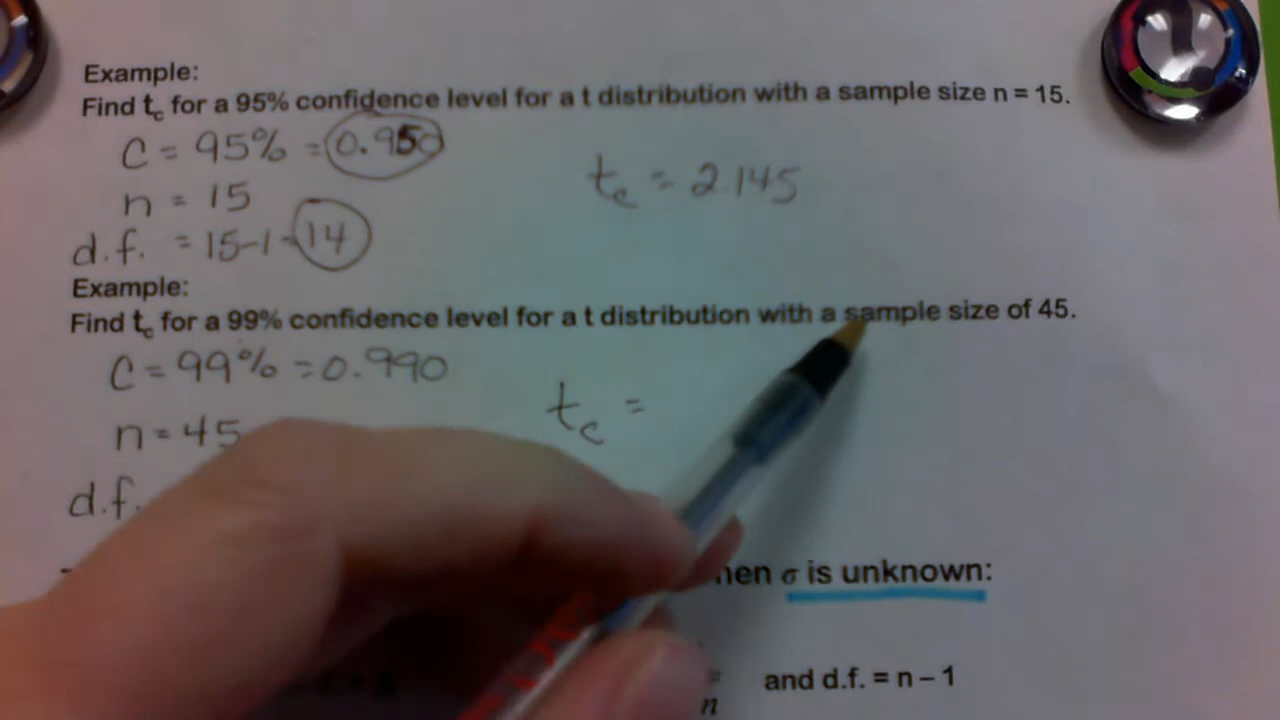 Example:
Find tc for a 95% confidence level for a t distribution with a sample size n = 15.
C = 95% = 0.950
n = 15
tc = 2.145
d.f. = 15-1 = 14
Example:
Find tc for a 99% confidence level for a t distribution with a sample size of 45.
C = 99% = 0.990
tc =
n = 45
d.f.
σ is unknown:
n and d.f. = n – 1